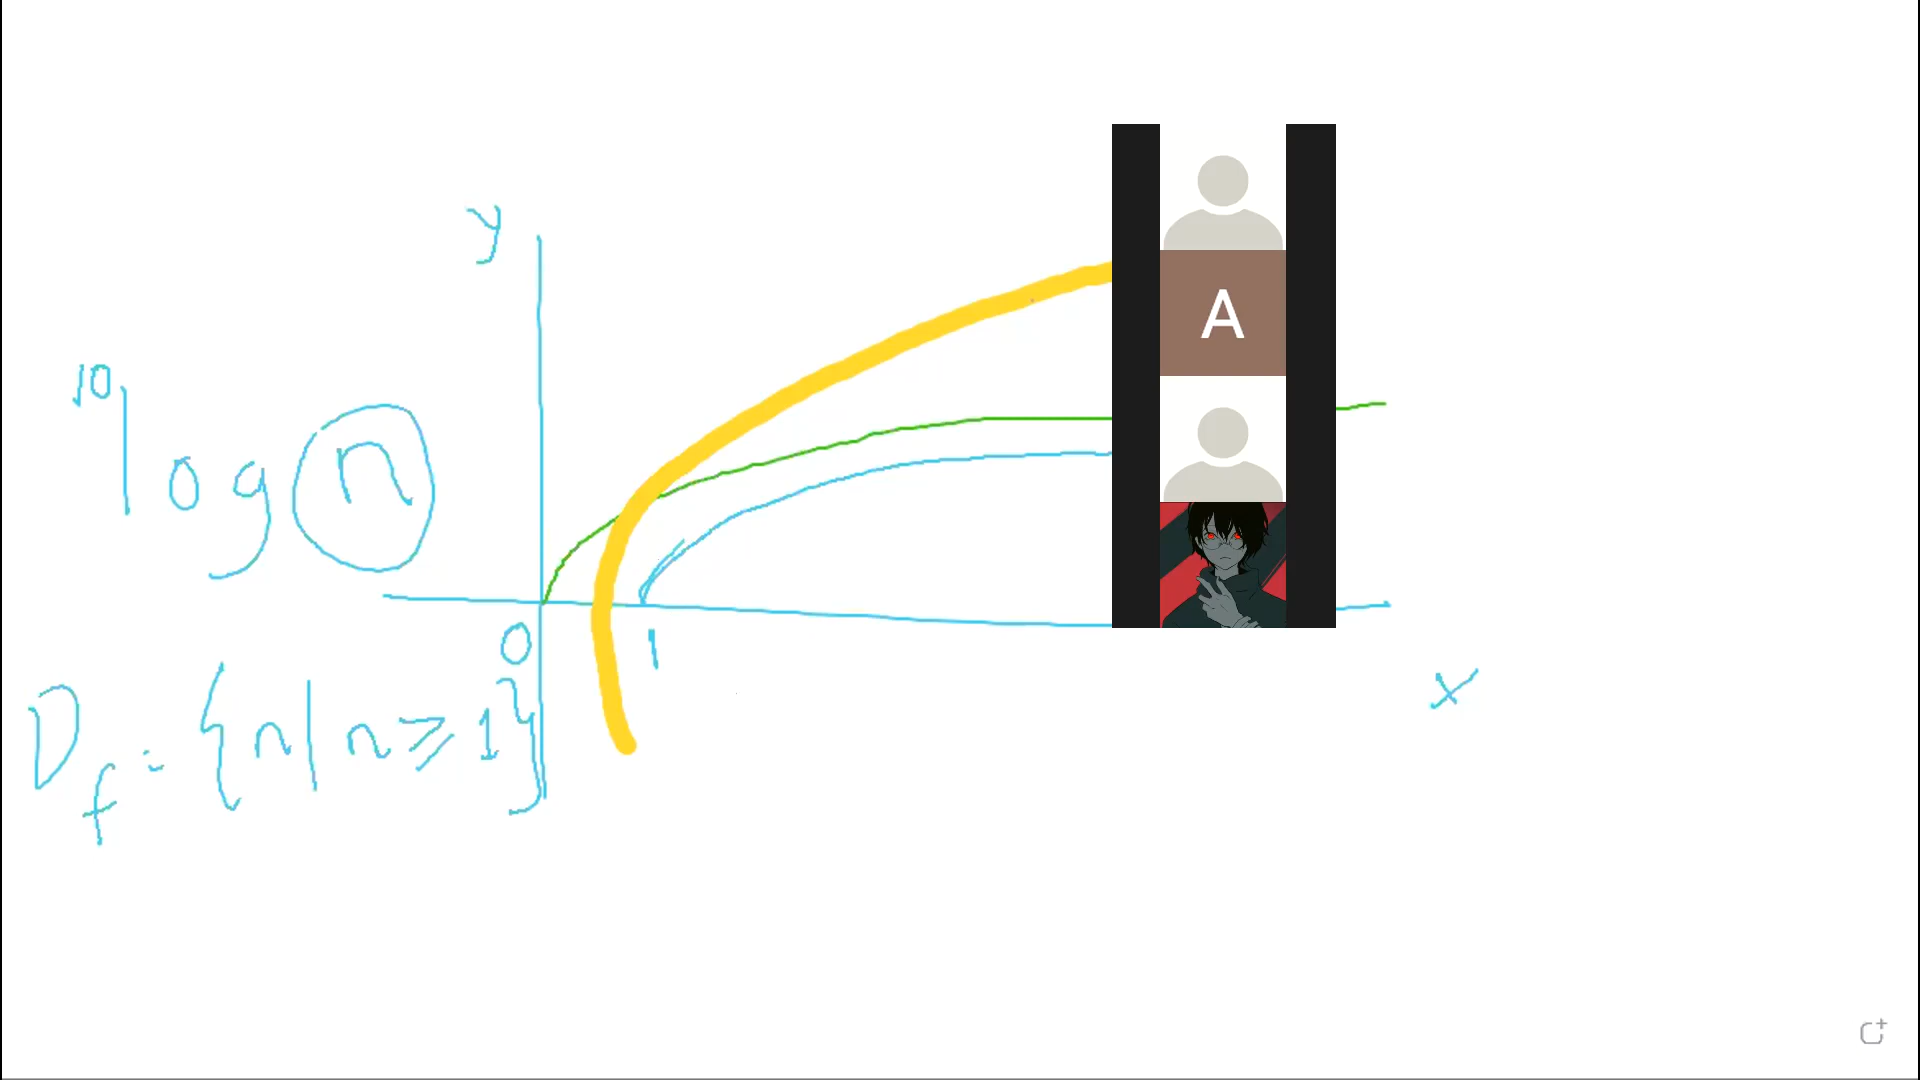 y
A
10log n
0 1
x
D_f = {n | n ≥ 1}